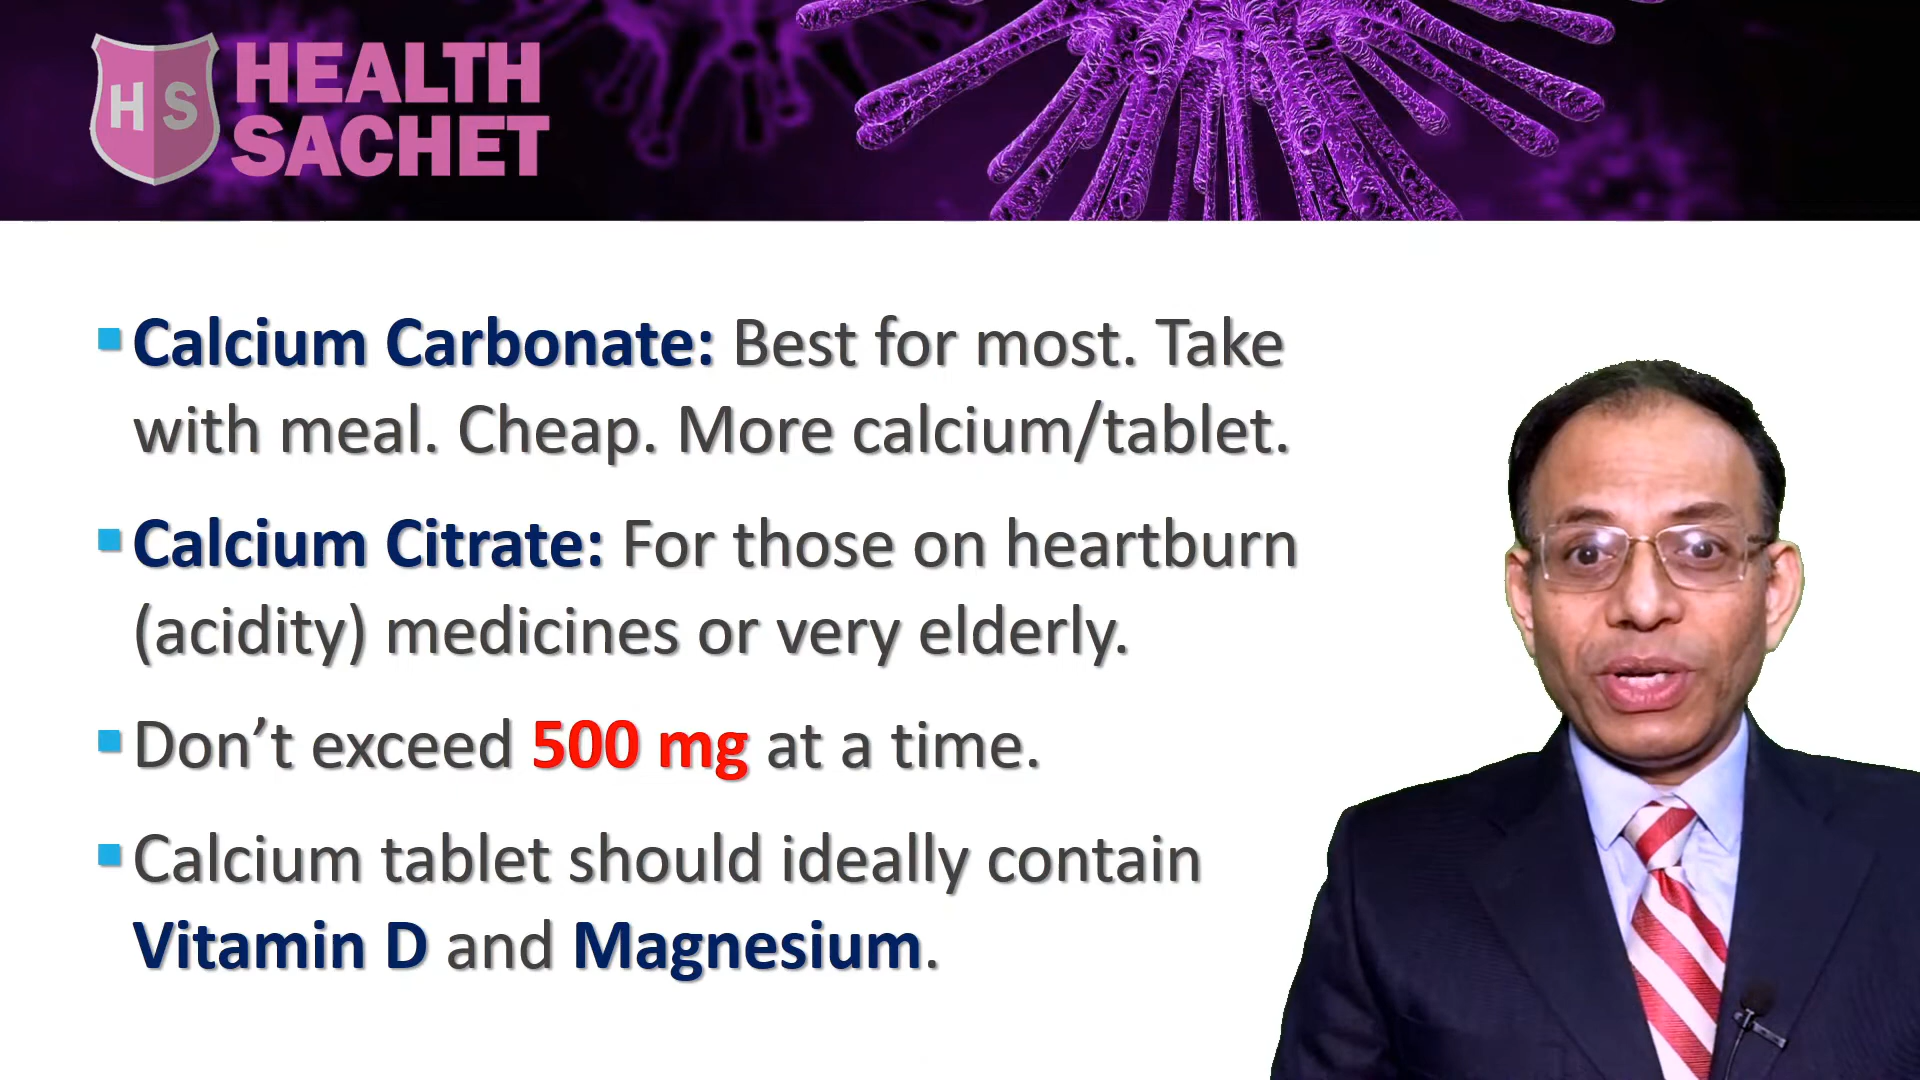 HS
HEALTH
SACHET
Calcium Carbonate: Best for most. Take
with meal. Cheap. More calcium/tablet.
Calcium Citrate: For those on heartburn
(acidity) medicines or very elderly.
Don’t exceed 500 mg at a time.
Calcium tablet should ideally contain
Vitamin D and Magnesium.